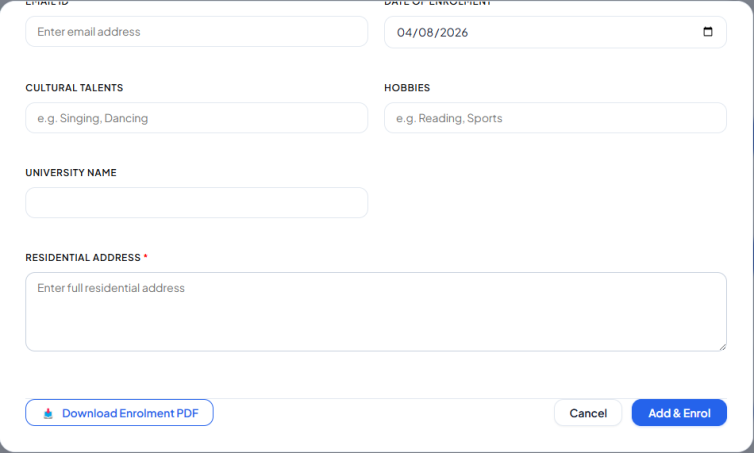 EMAIL ID
DATE OF ENROLMENT
Enter email address
04/08/2026
CULTURAL TALENTS
HOBBIES
e.g. Singing, Dancing
e.g. Reading, Sports
UNIVERSITY NAME
RESIDENTIAL ADDRESS *
Enter full residential address
Download Enrolment PDF
Cancel
Add & Enrol